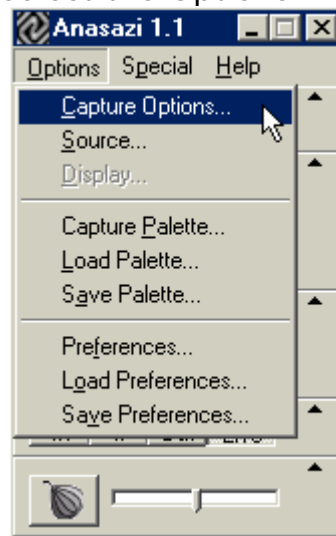 Anasazi 1.1
Options Special Help
Capture Options...
Source...
Display...
Capture Palette...
Load Palette...
Save Palette...
Preferences...
Load Preferences...
Save Preferences...